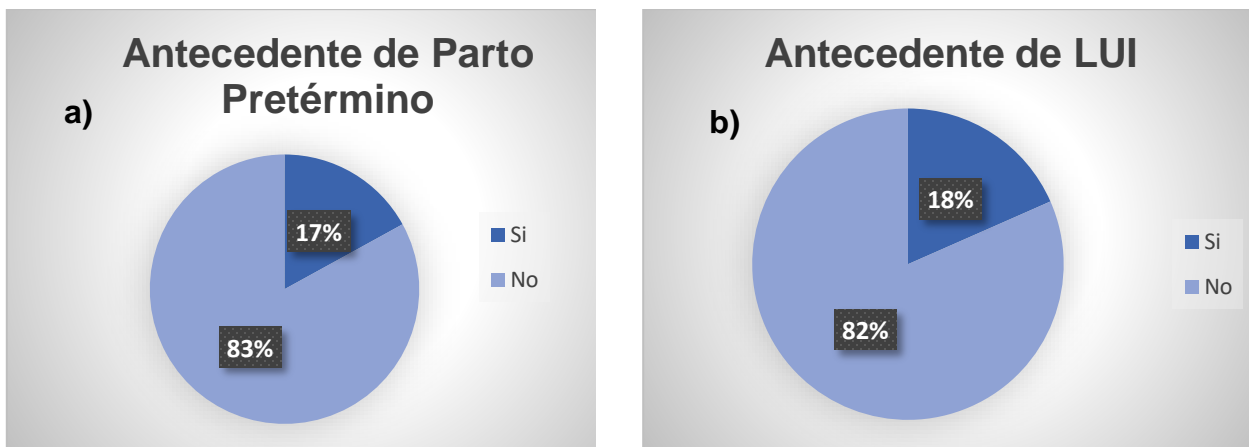 Antecedente de Parto
Pretérmino
a)
17%
83%
Si
No
Antecedente de LUI
b)
18%
82%
Si
No